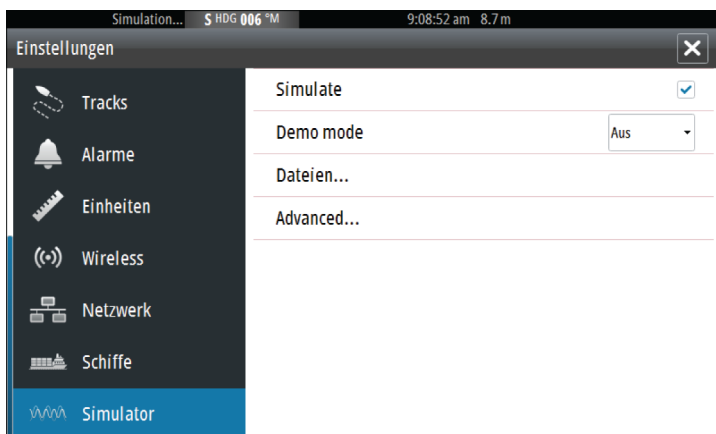 Simulation... S HDG 006 °M 9:08:52 am 8.7 m
Einstellungen
Tracks
Alarme
Einheiten
Wireless
Netzwerk
Schiffe
Simulator
Simulate
Demo mode Aus
Dateien...
Advanced...